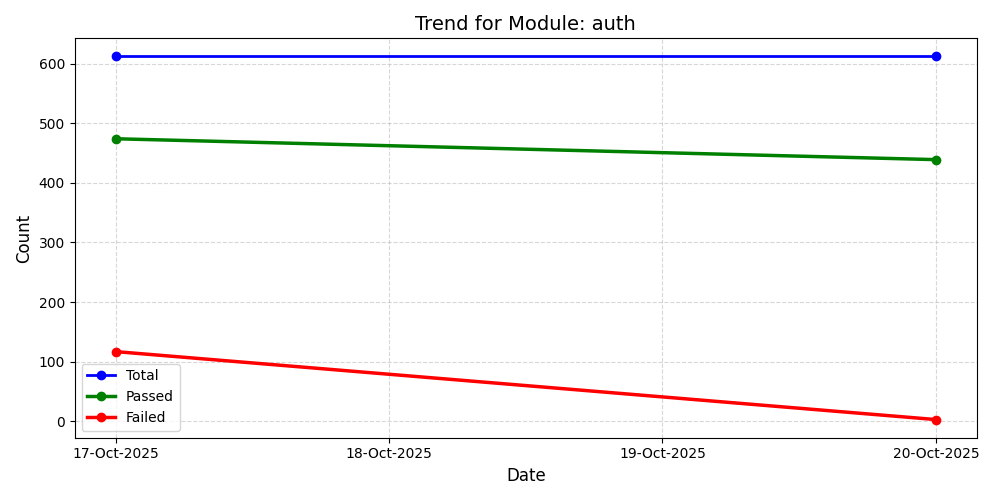 Trend for Module: auth
Count
600
500
400
300
200
100
0
Total
Passed
Failed
17-Oct-2025
18-Oct-2025
19-Oct-2025
20-Oct-2025
Date